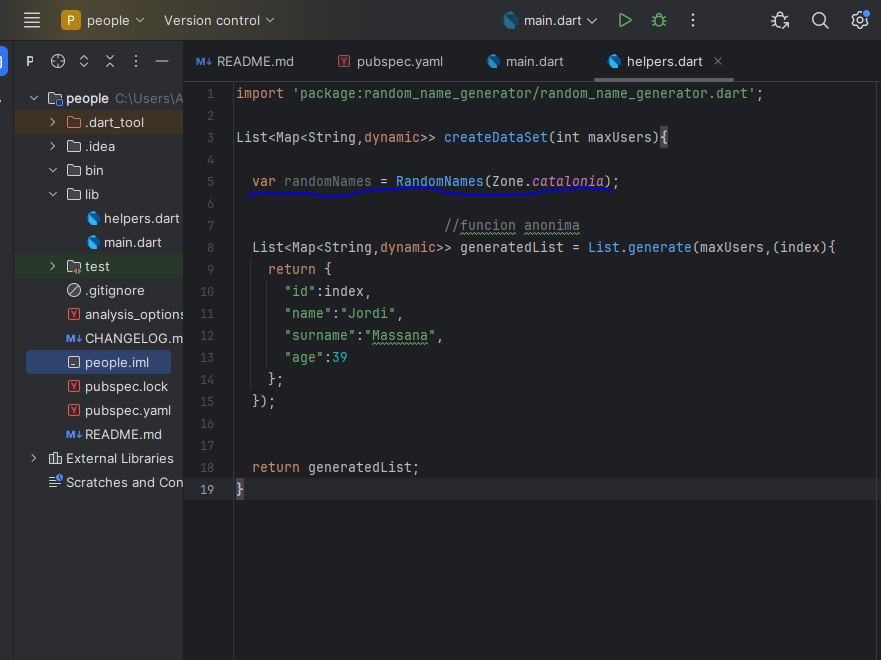 P people Version control main.dart
P
README.md pubspec.yaml main.dart helpers.dart
people C:\Users\A
.dart_tool
.idea
bin
lib
helpers.dart
main.dart
test
.gitignore
analysis_options
CHANGELOG.m
people.iml
pubspec.lock
pubspec.yaml
README.md
External Libraries
Scratches and Con
1 import 'package:random_name_generator/random_name_generator.dart';
2
3 List<Map<String,dynamic>> createDataSet(int maxUsers){
4
5 var randomNames = RandomNames(Zone.catalonia);
6
7 //funcion anonima
8 List<Map<String,dynamic>> generatedList = List.generate(maxUsers,(index){
9 return {
10 "id":index,
11 "name":"Jordi",
12 "surname":"Massana",
13 "age":39
14 };
15 });
16
17
18 return generatedList;
19 }